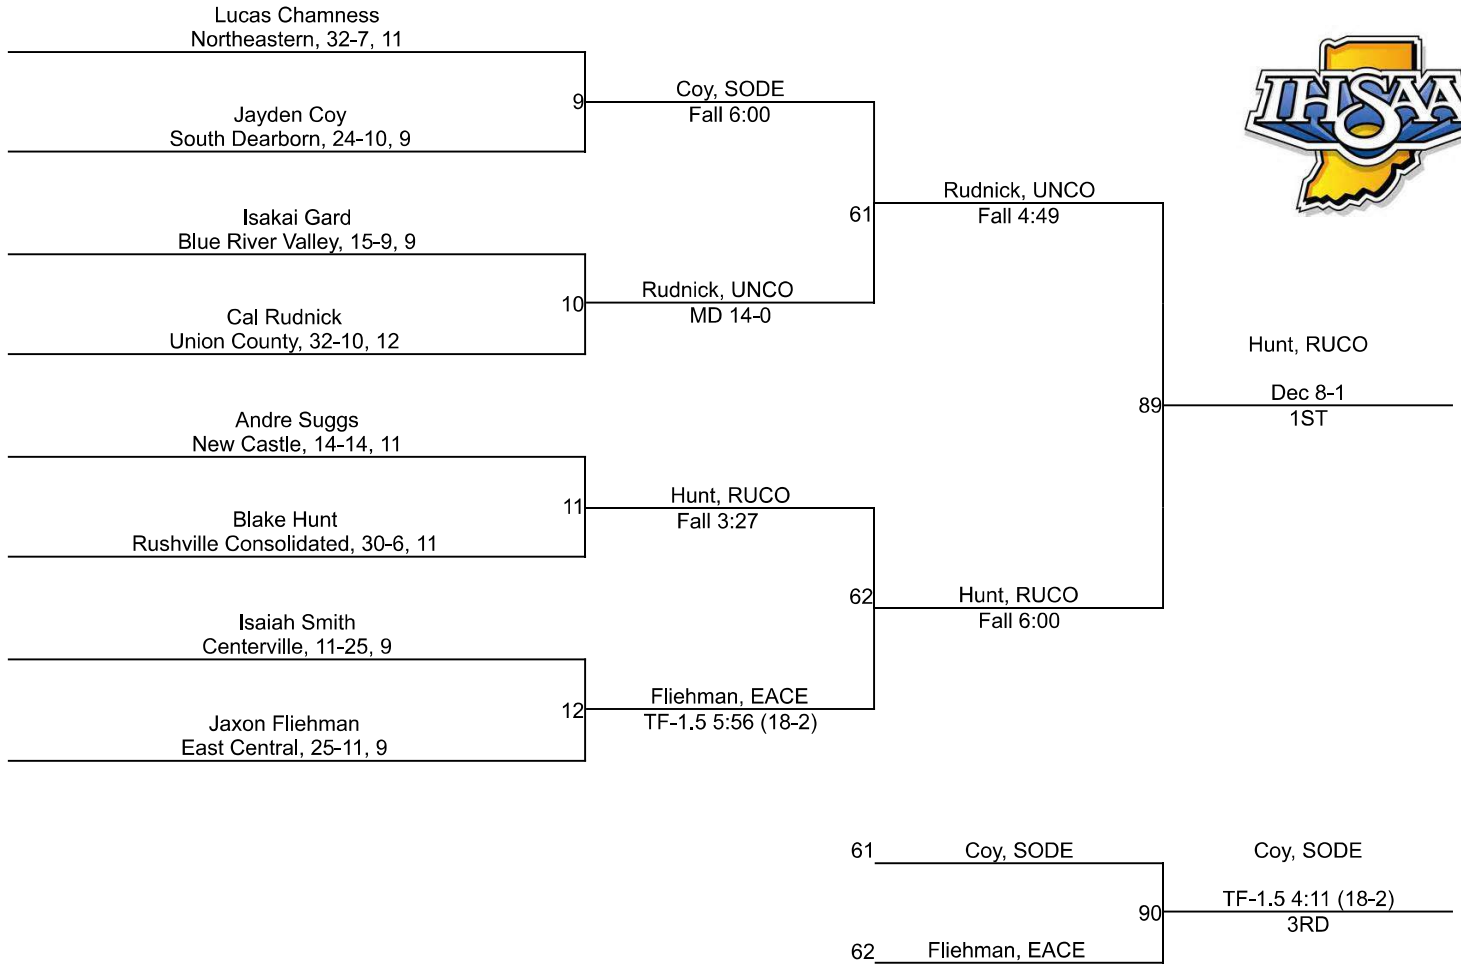 Lucas Chamness
Northeastern, 32-7, 11
Jayden Coy
South Dearborn, 24-10, 9
9
Coy, SODE
Fall 6:00
Isakai Gard
Blue River Valley, 15-9, 9
Cal Rudnick
Union County, 32-10, 12
10
Rudnick, UNCO
MD 14-0
61
Rudnick, UNCO
Fall 4:49
IHSAA
Andre Suggs
New Castle, 14-14, 11
Blake Hunt
Rushville Consolidated, 30-6, 11
11
Hunt, RUCO
Fall 3:27
Isaiah Smith
Centerville, 11-25, 9
Jaxon Fliehman
East Central, 25-11, 9
12
Fliehman, EACE
TF-1.5 5:56 (18-2)
62
Hunt, RUCO
Fall 6:00
89
Hunt, RUCO
Dec 8-1
1ST
61
Coy, SODE
62
Fliehman, EACE
90
Coy, SODE
TF-1.5 4:11 (18-2)
3RD